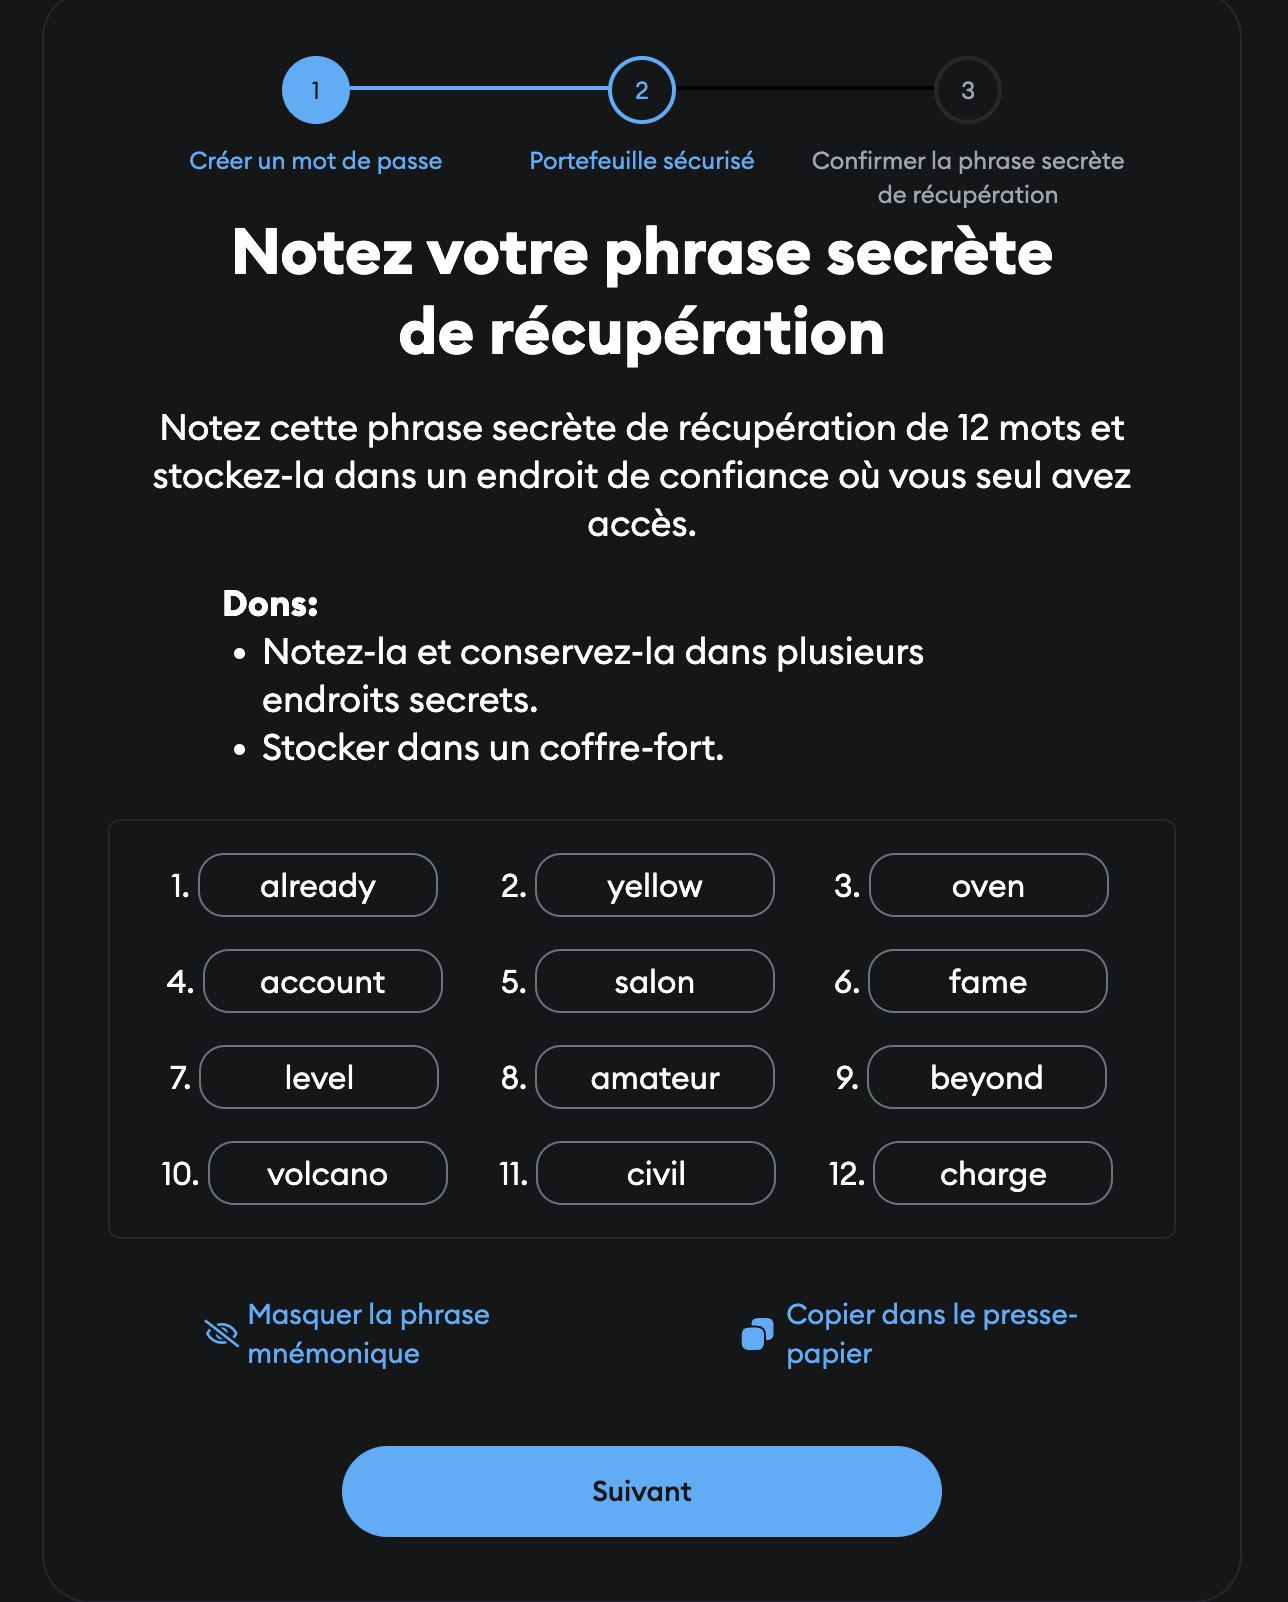 1
2
3
Créer un mot de passe
Portefeuille sécurisé
Confirmer la phrase secrète
de récupération
Notez votre phrase secrète
de récupération
Notez cette phrase secrète de récupération de 12 mots et
stockez-la dans un endroit de confiance où vous seul avez
accès.
Dons:
• Notez-la et conservez-la dans plusieurs
endroits secrets.
• Stocker dans un coffre-fort.
1. already 2. yellow 3. oven
4. account 5. salon 6. fame
7. level 8. amateur 9. beyond
10. volcano 11. civil 12. charge
Masquer la phrase
mnémonique
Copier dans le presse-
papier
Suivant